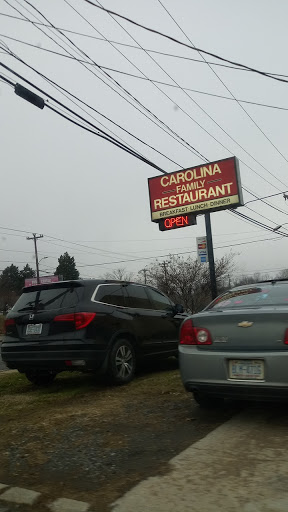 CAROLINA
FAMILY
RESTAURANT
BREAKFAST LUNCH DINNER
OPEN